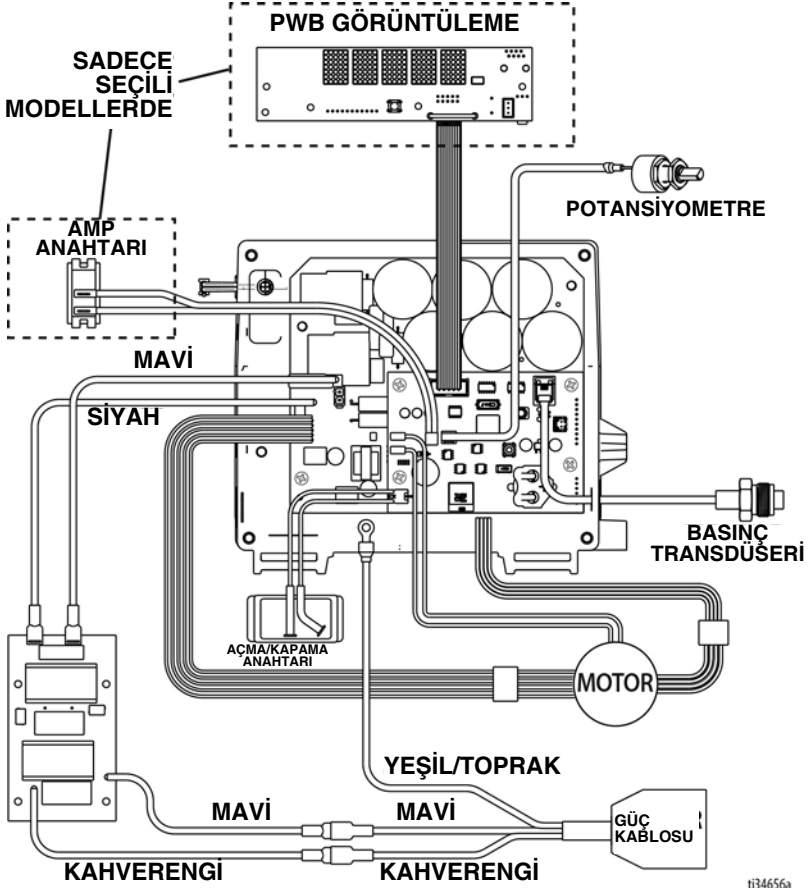 PWB GÖRÜNTÜLEME
SADECE
SEÇİLİ
MODELLERDE
POTANSİYOMETRE
AMP
ANAHTARI
MAVİ
SİYAH
BASINÇ
TRANSDÜSERİ
AÇMA/KAPAMA
ANAHTARI
MOTOR
YEŞİL/TOPRAK
MAVİ
MAVİ
GÜÇ
KABLOSU
KAHVERENGİ
KAHVERENGİ
ti34656a